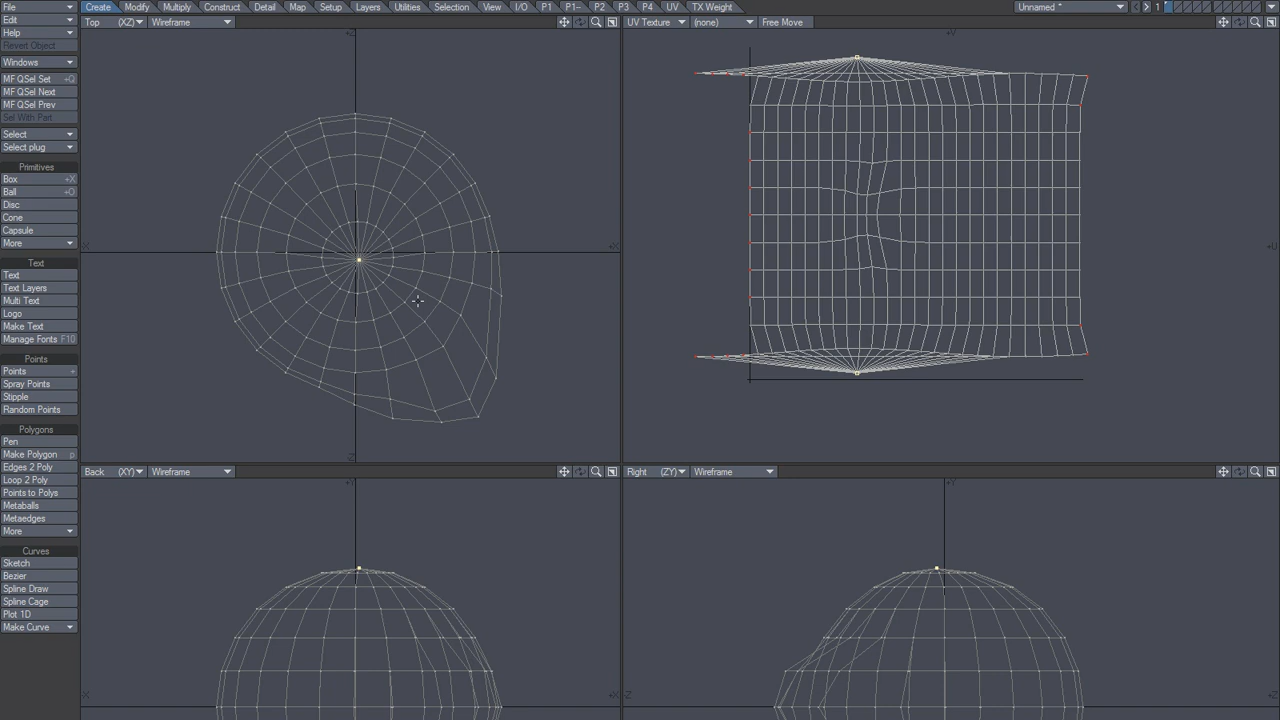 File Create Modify Multiply Construct Detail Map Setup Layers Utilities Selection View I/O P1 P1-- P2 P3 P4 UV TX Weight Unnamed * 1
Edit Top (XZ) Wireframe UV Texture (none) Free Move
Help
Revert Object
Windows
MF QSel Set +Q
MF QSel Next
MF QSel Prev
Sel With Part.
Select
Select plug
Primitives
Box +X
Ball +O
Disc
Cone
Capsule
More
Text
Text
Text Layers
Multi Text
Logo
Make Text
Manage Fonts F10
Points
Points +
Spray Points
Stipple
Random Points
Polygons
Pen
Make Polygon p
Edges 2 Poly
Loop 2 Poly
Back (XY) Wireframe Right (ZY) Wireframe
Points to Polys
Metaballs
Metaedges
More
Curves
Sketch
Bezier
Spline Draw
Spline Cage
Plot 1D
Make Curve